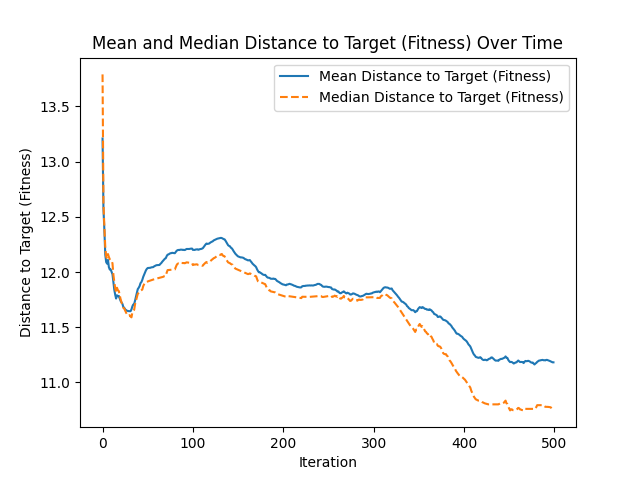 Mean and Median Distance to Target (Fitness) Over Time
Mean Distance to Target (Fitness)
Median Distance to Target (Fitness)
Distance to Target (Fitness)
13.5
13.0
12.5
12.0
11.5
11.0
0 100 200 300 400 500
Iteration